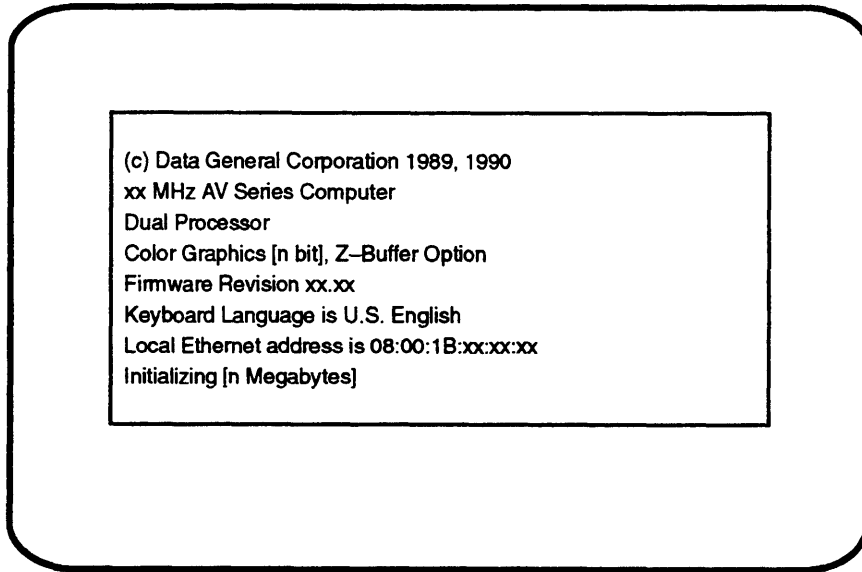 (c) Data General Corporation 1989, 1990
xx MHz AV Series Computer
Dual Processor
Color Graphics [n bit], Z–Buffer Option
Firmware Revision xx.xx
Keyboard Language is U.S. English
Local Ethernet address is 08:00:1B:xx:xx:xx
Initializing [n Megabytes]